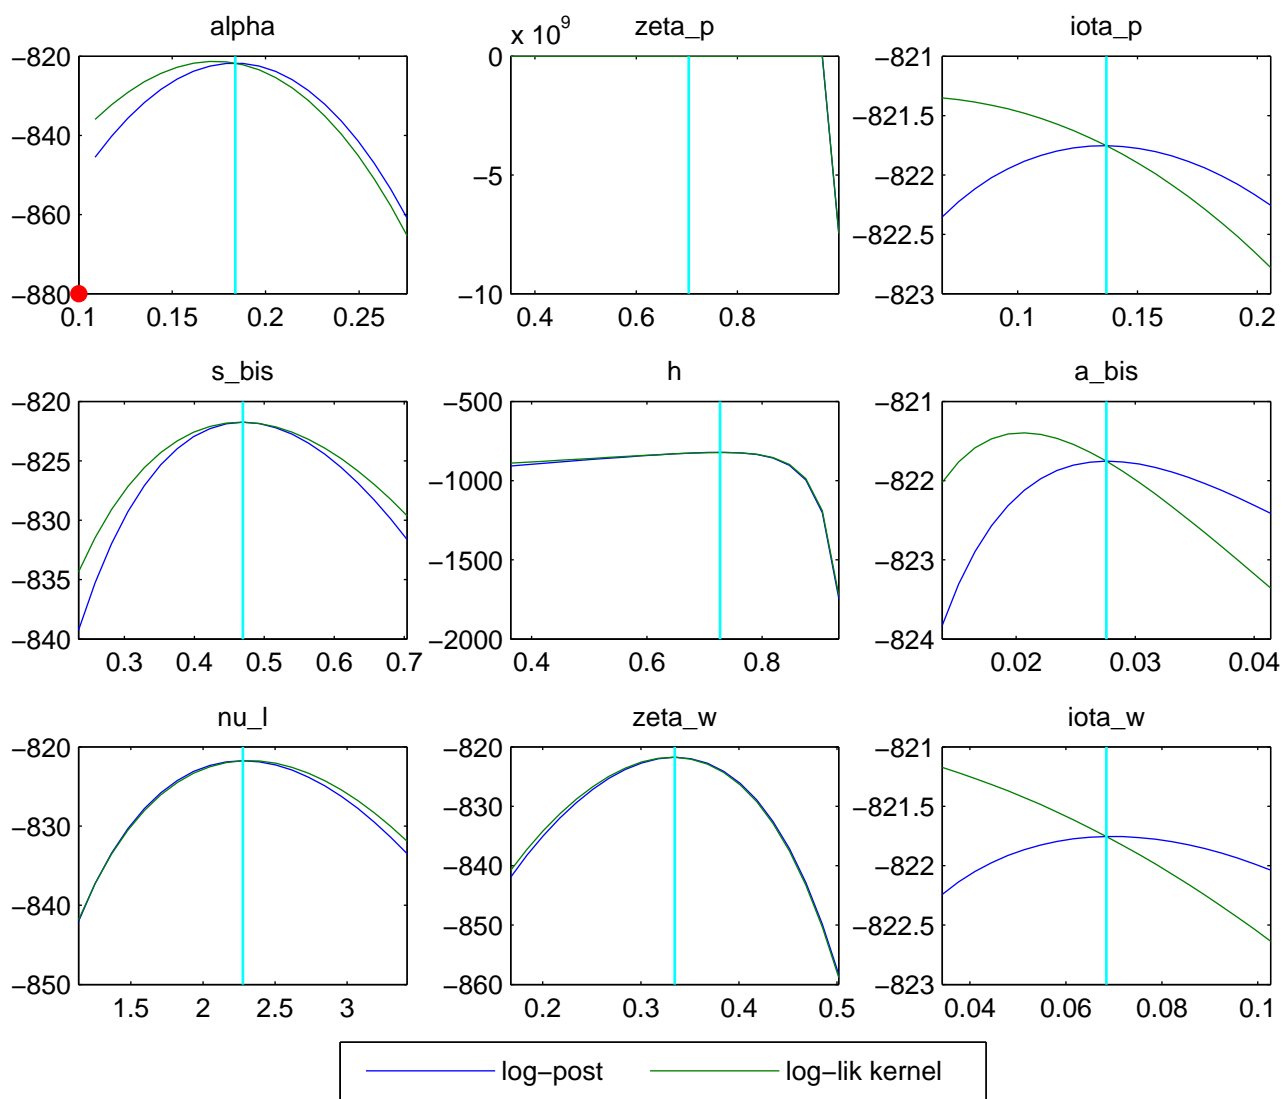 alpha
−820
−840
−860
−880
0.1 0.15 0.2 0.25
zeta_p
x 10^9
0
−5
−10
0.4 0.6 0.8
iota_p
−821
−821.5
−822
−822.5
−823
0.1 0.15 0.2
s_bis
−820
−825
−830
−835
−840
0.3 0.4 0.5 0.6 0.7
h
−500
−1000
−1500
−2000
0.4 0.6 0.8
a_bis
−821
−822
−823
−824
0.02 0.03 0.04
nu_l
−820
−830
−840
−850
1.5 2 2.5 3
zeta_w
−820
−830
−840
−850
−860
0.2 0.3 0.4 0.5
iota_w
−821
−821.5
−822
−822.5
−823
0.04 0.06 0.08 0.1
log−post log−lik kernel